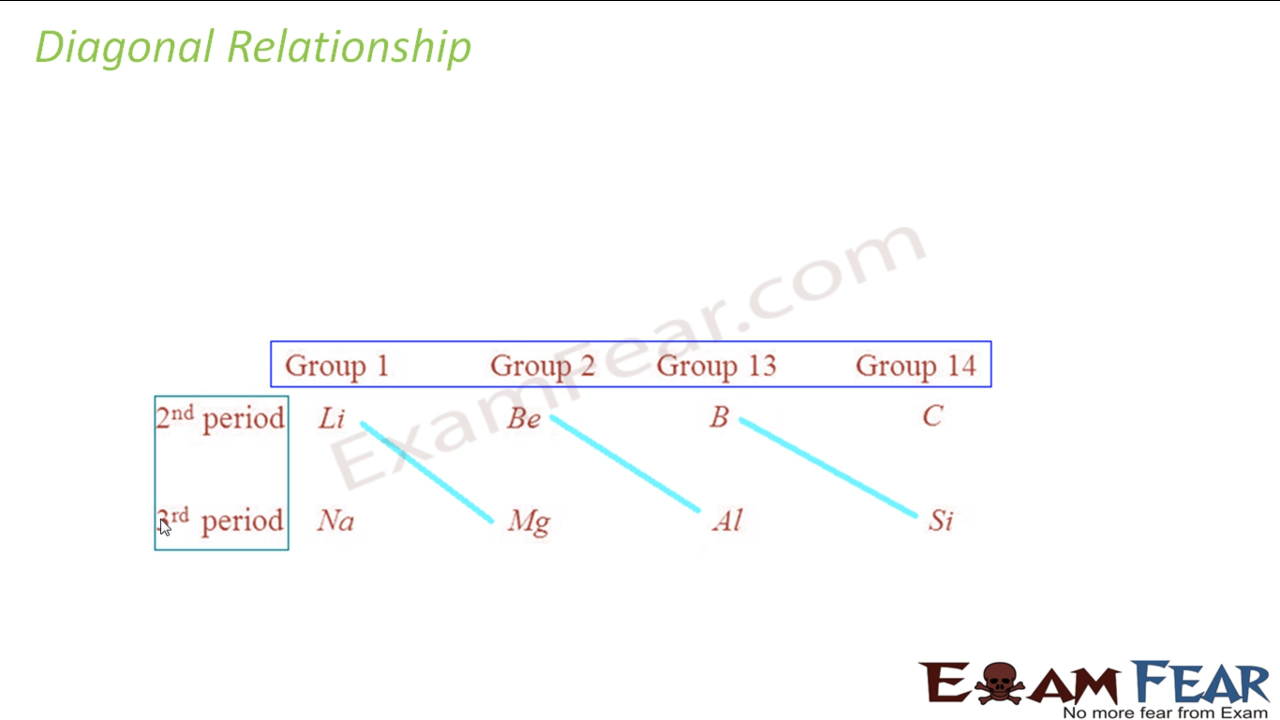 Diagonal Relationship
ExamFear.com
Group 1 Group 2 Group 13 Group 14
2nd period Li Be B C
3rd period Na Mg Al Si
EXAM FEAR
No more fear from Exam